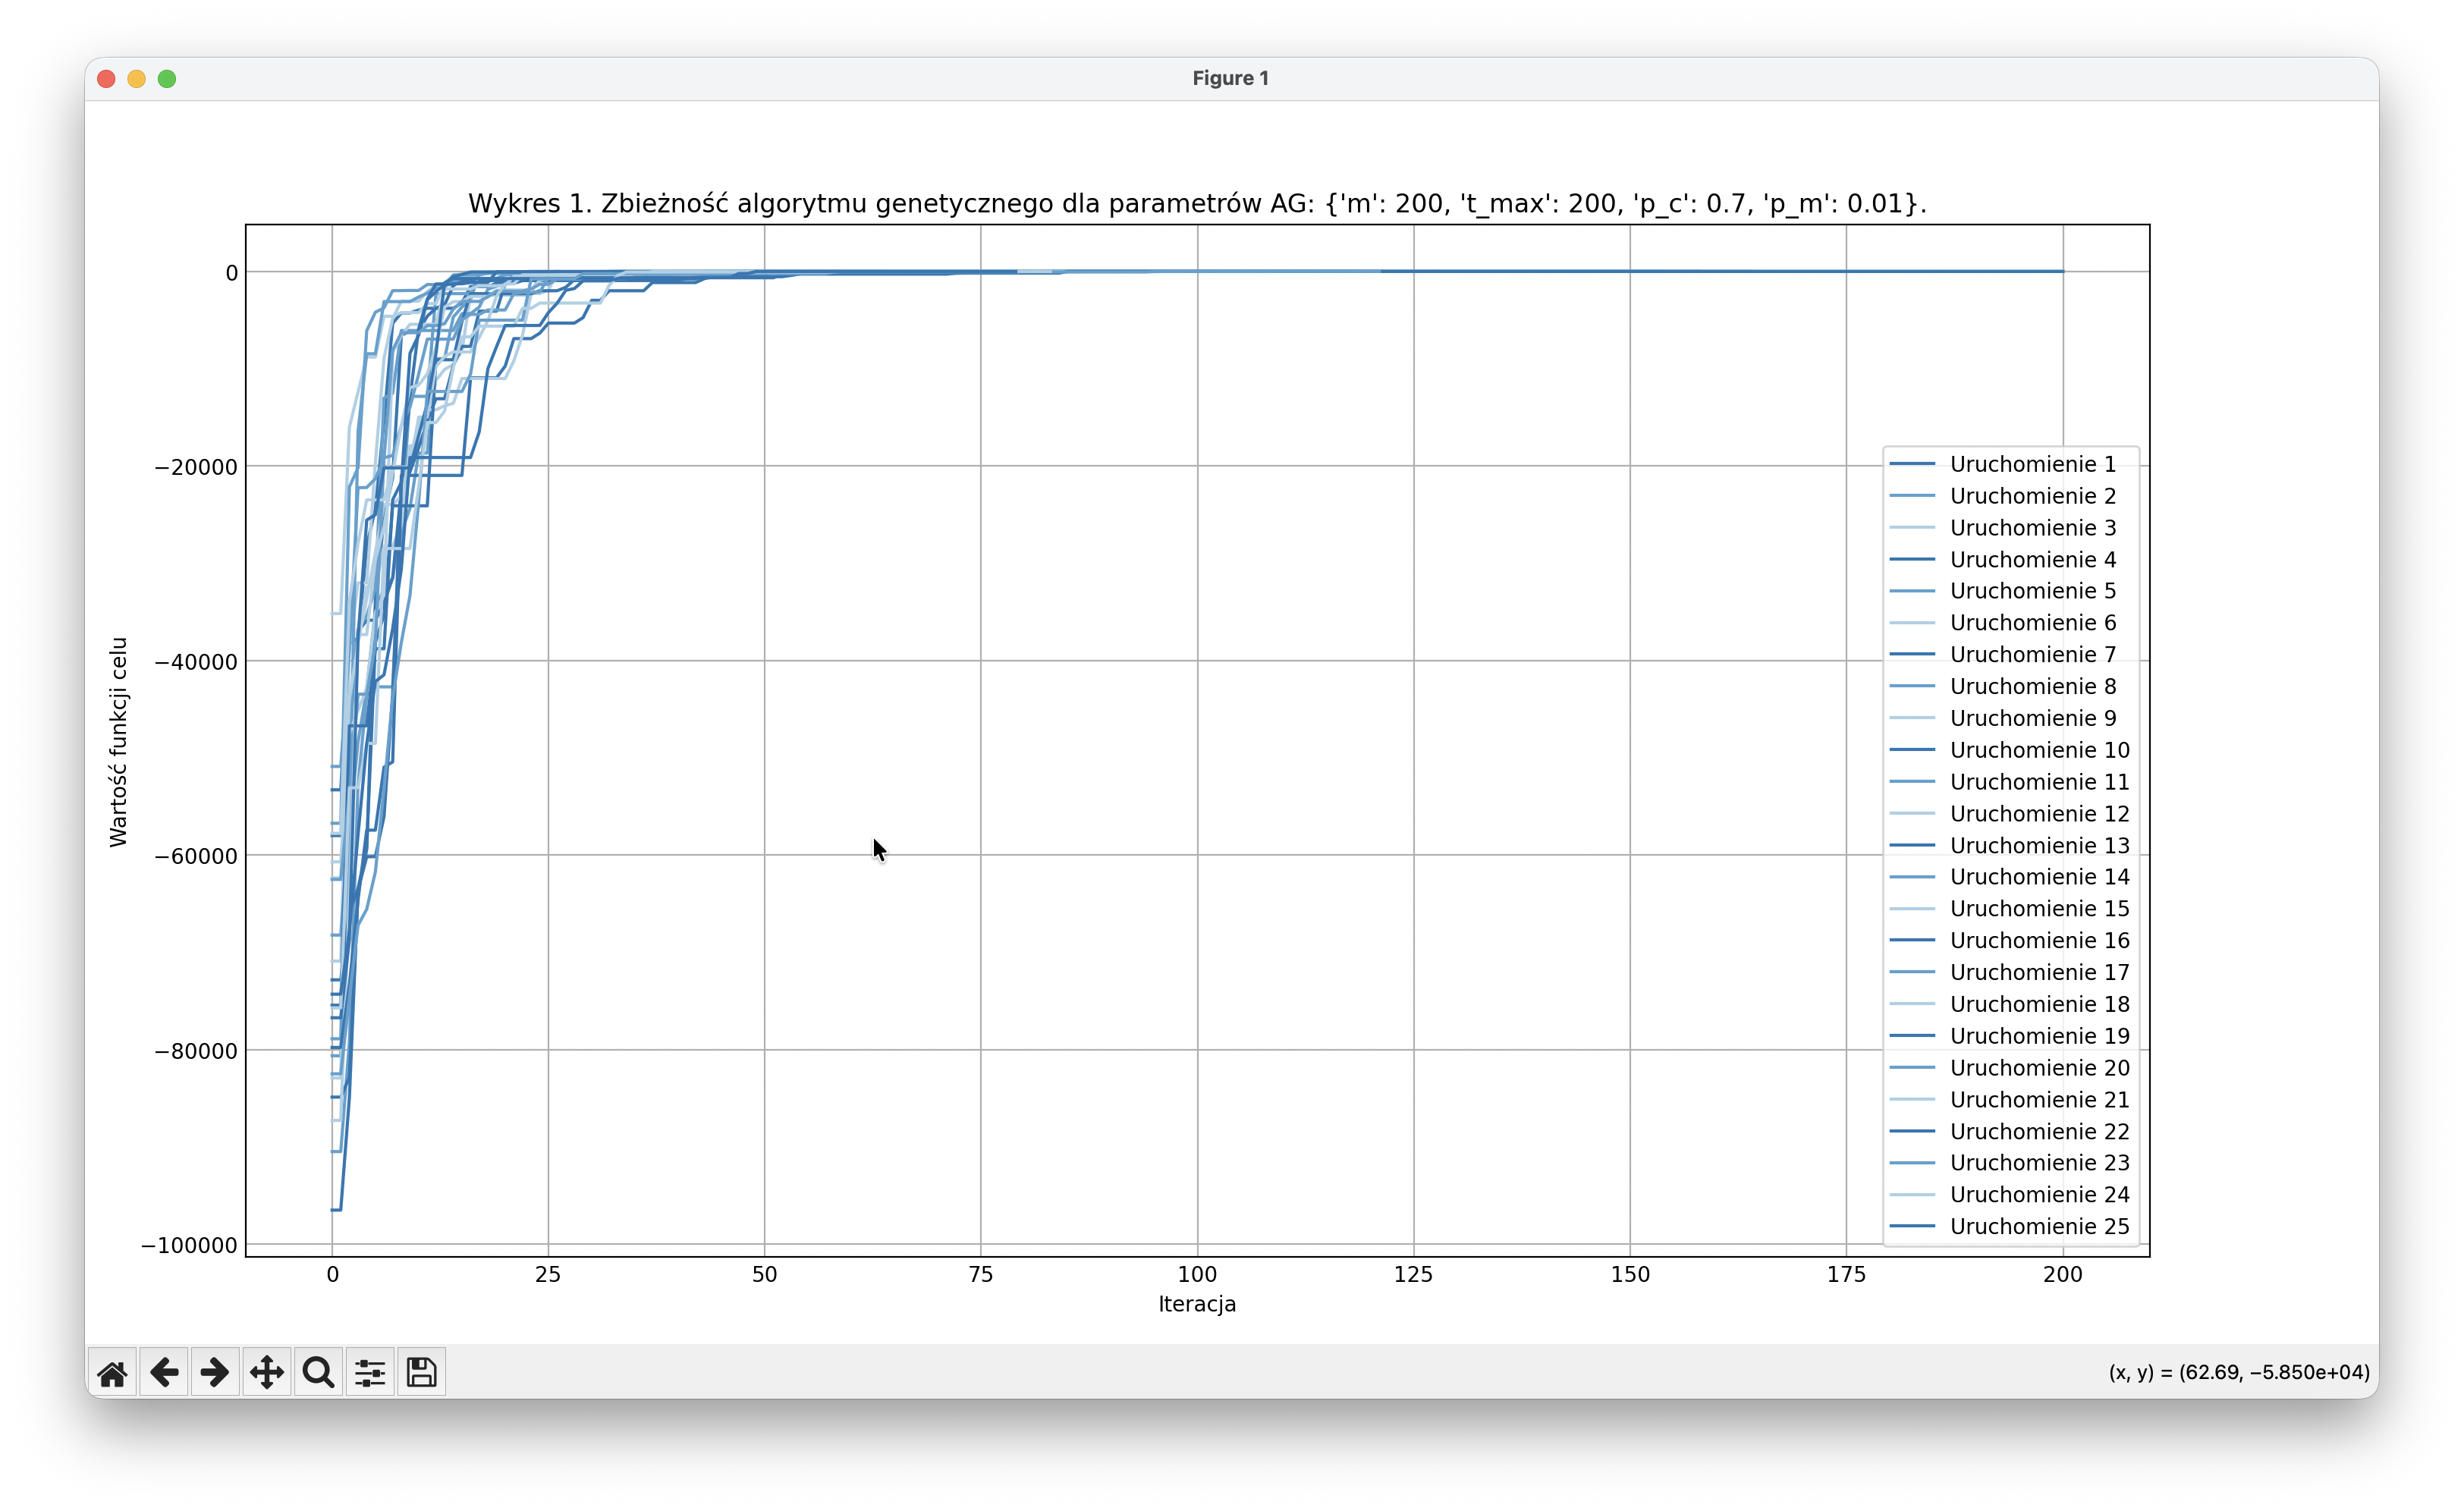 Figure 1
Wykres 1. Zbieżność algorytmu genetycznego dla parametrów AG: {'m': 200, 't_max': 200, 'p_c': 0.7, 'p_m': 0.01}.
Wartość funkcji celu
0
−20000
−40000
−60000
−80000
−100000
Uruchomienie 1
Uruchomienie 2
Uruchomienie 3
Uruchomienie 4
Uruchomienie 5
Uruchomienie 6
Uruchomienie 7
Uruchomienie 8
Uruchomienie 9
Uruchomienie 10
Uruchomienie 11
Uruchomienie 12
Uruchomienie 13
Uruchomienie 14
Uruchomienie 15
Uruchomienie 16
Uruchomienie 17
Uruchomienie 18
Uruchomienie 19
Uruchomienie 20
Uruchomienie 21
Uruchomienie 22
Uruchomienie 23
Uruchomienie 24
Uruchomienie 25
0 25 50 75 100 125 150 175 200
Iteracja
(x, y) = (62.69, −5.850e+04)